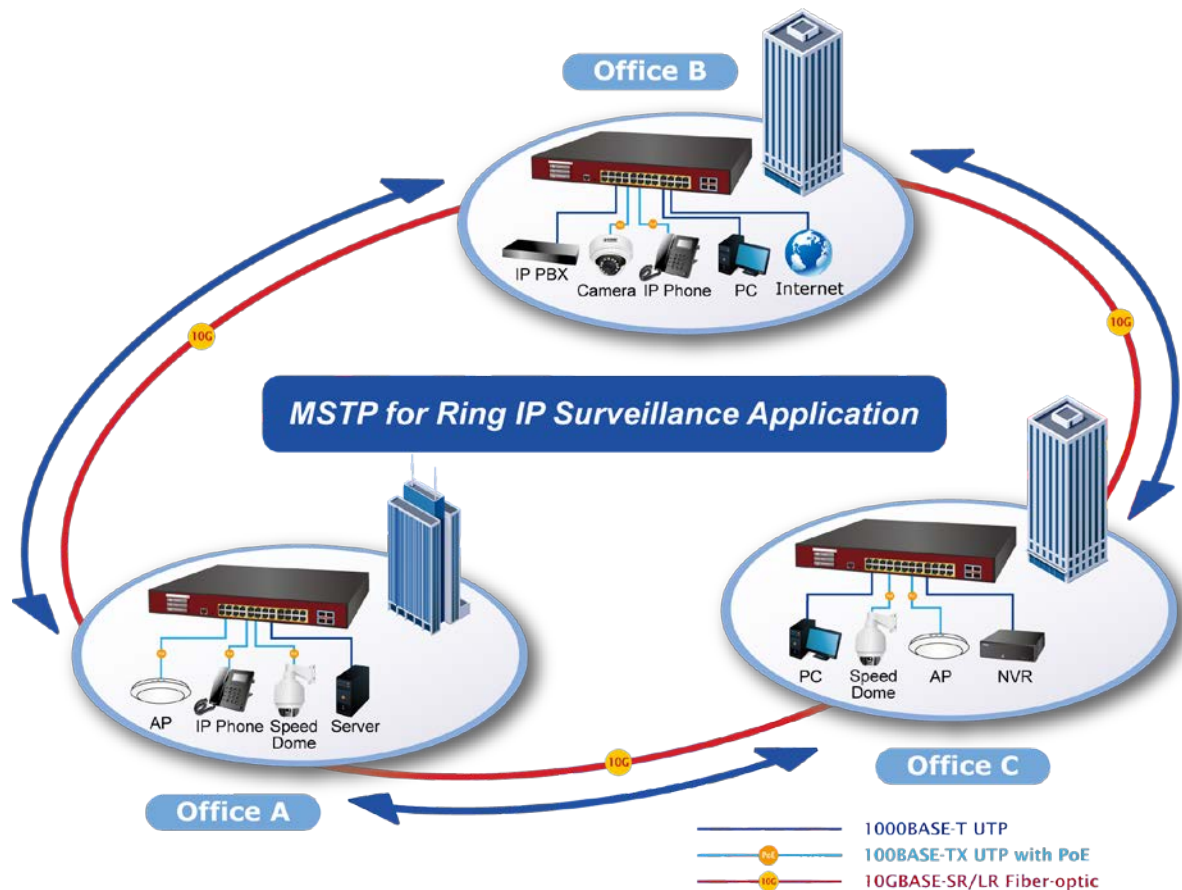 Office B
IP PBX
Camera
IP Phone
PC
Internet
10G
10G
MSTP for Ring IP Surveillance Application
AP
IP Phone
Speed
Dome
Server
PC
Speed
Dome
AP
NVR
10G
Office A
Office C
1000BASE-T UTP
PoE
100BASE-TX UTP with PoE
10G
10GBASE-SR/LR Fiber-optic